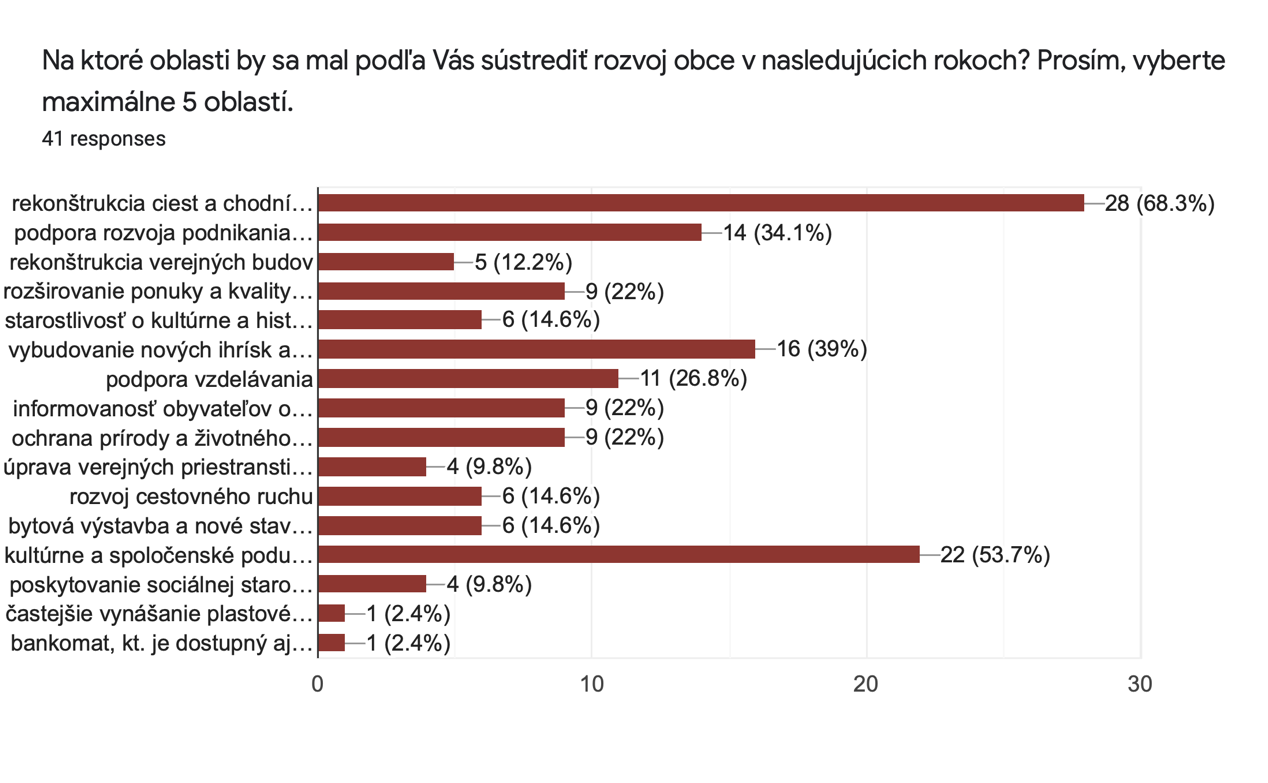 Na ktoré oblasti by sa mal podľa Vás sústrediť rozvoj obce v nasledujúcich rokoch? Prosím, vyberte
maximálne 5 oblastí.
41 responses
rekonštrukcia ciest a chodní… 28 (68.3%)
podpora rozvoja podnikania… 14 (34.1%)
rekonštrukcia verejných budov 5 (12.2%)
rozširovanie ponuky a kvality… 9 (22%)
starostlivosť o kultúrne a hist… 6 (14.6%)
vybudovanie nových ihrísk a… 16 (39%)
podpora vzdelávania 11 (26.8%)
informovanosť obyvateľov o… 9 (22%)
ochrana prírody a životného… 9 (22%)
úprava verejných priestransti… 4 (9.8%)
rozvoj cestovného ruchu 6 (14.6%)
bytová výstavba a nové stav… 6 (14.6%)
kultúrne a spoločenské podu… 22 (53.7%)
poskytovanie sociálnej staro… 4 (9.8%)
častejšie vynášanie plastové… 1 (2.4%)
bankomat, kt. je dostupný aj… 1 (2.4%)
0 10 20 30